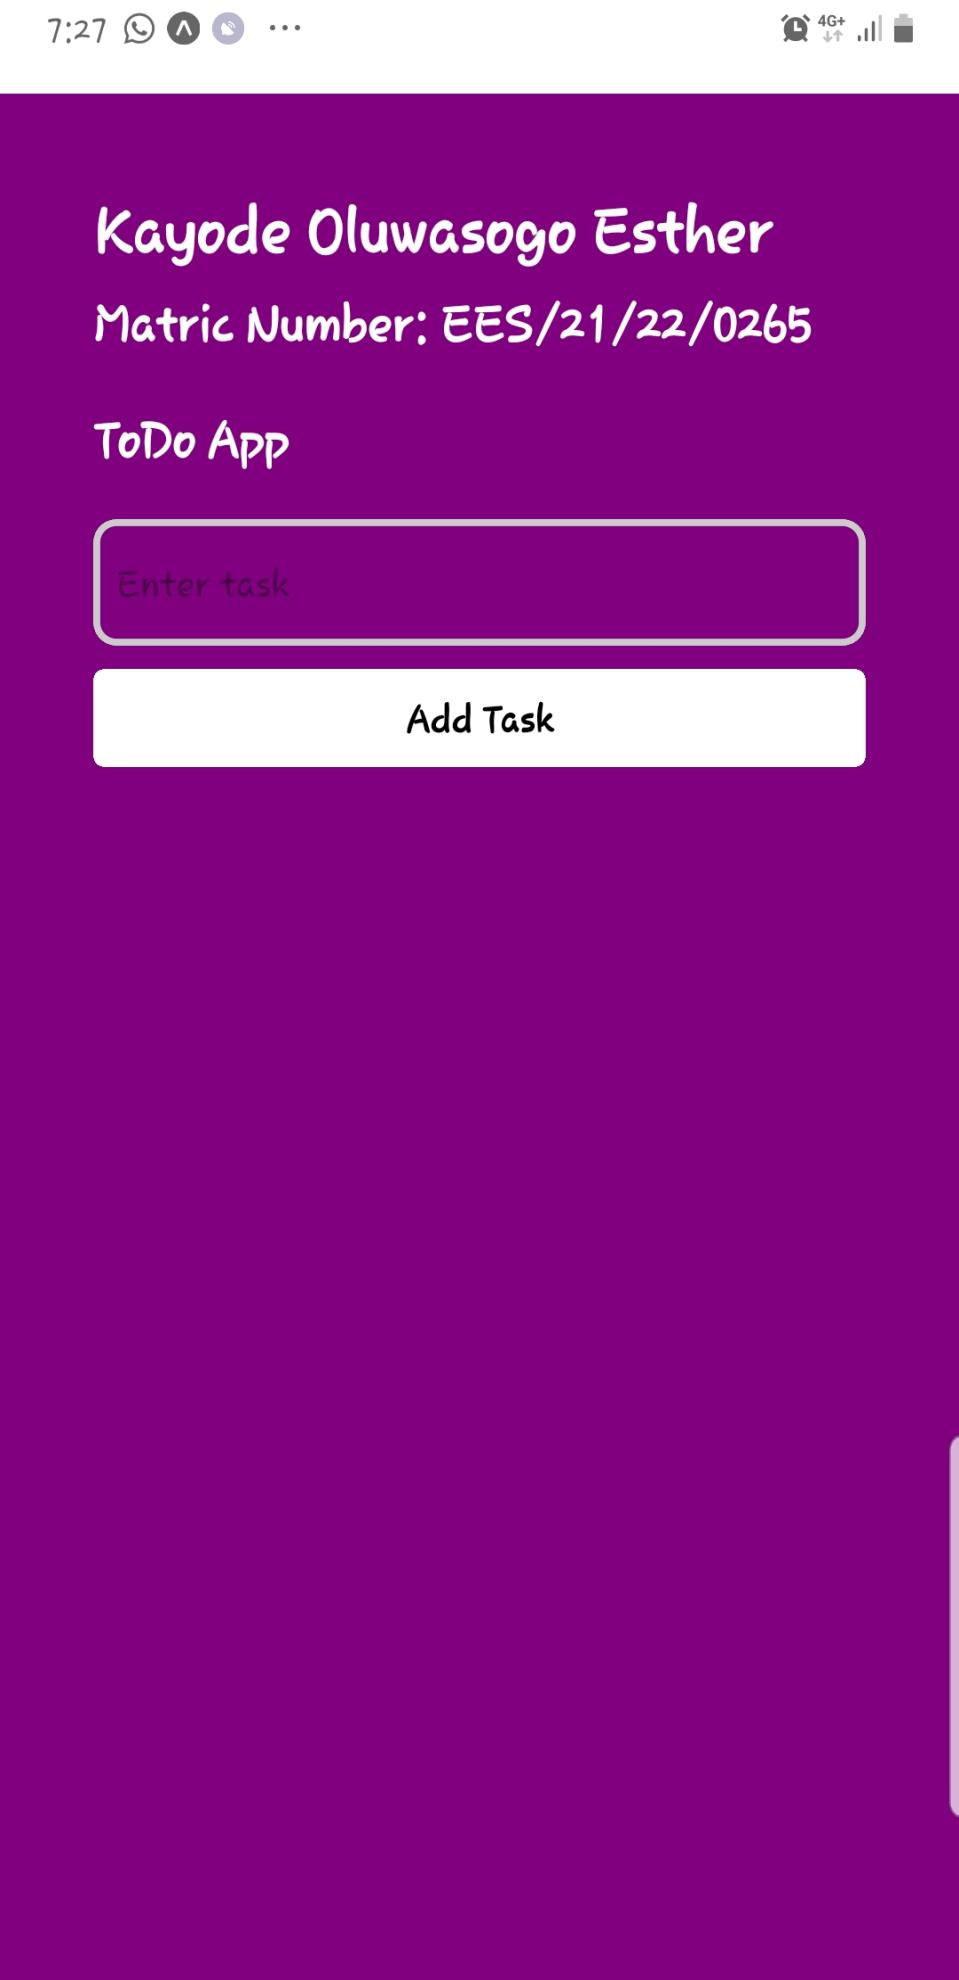 7:27 4G+
Kayode Oluwasogo Esther
Matric Number: EES/21/22/0265
ToDo App
Enter task
Add Task